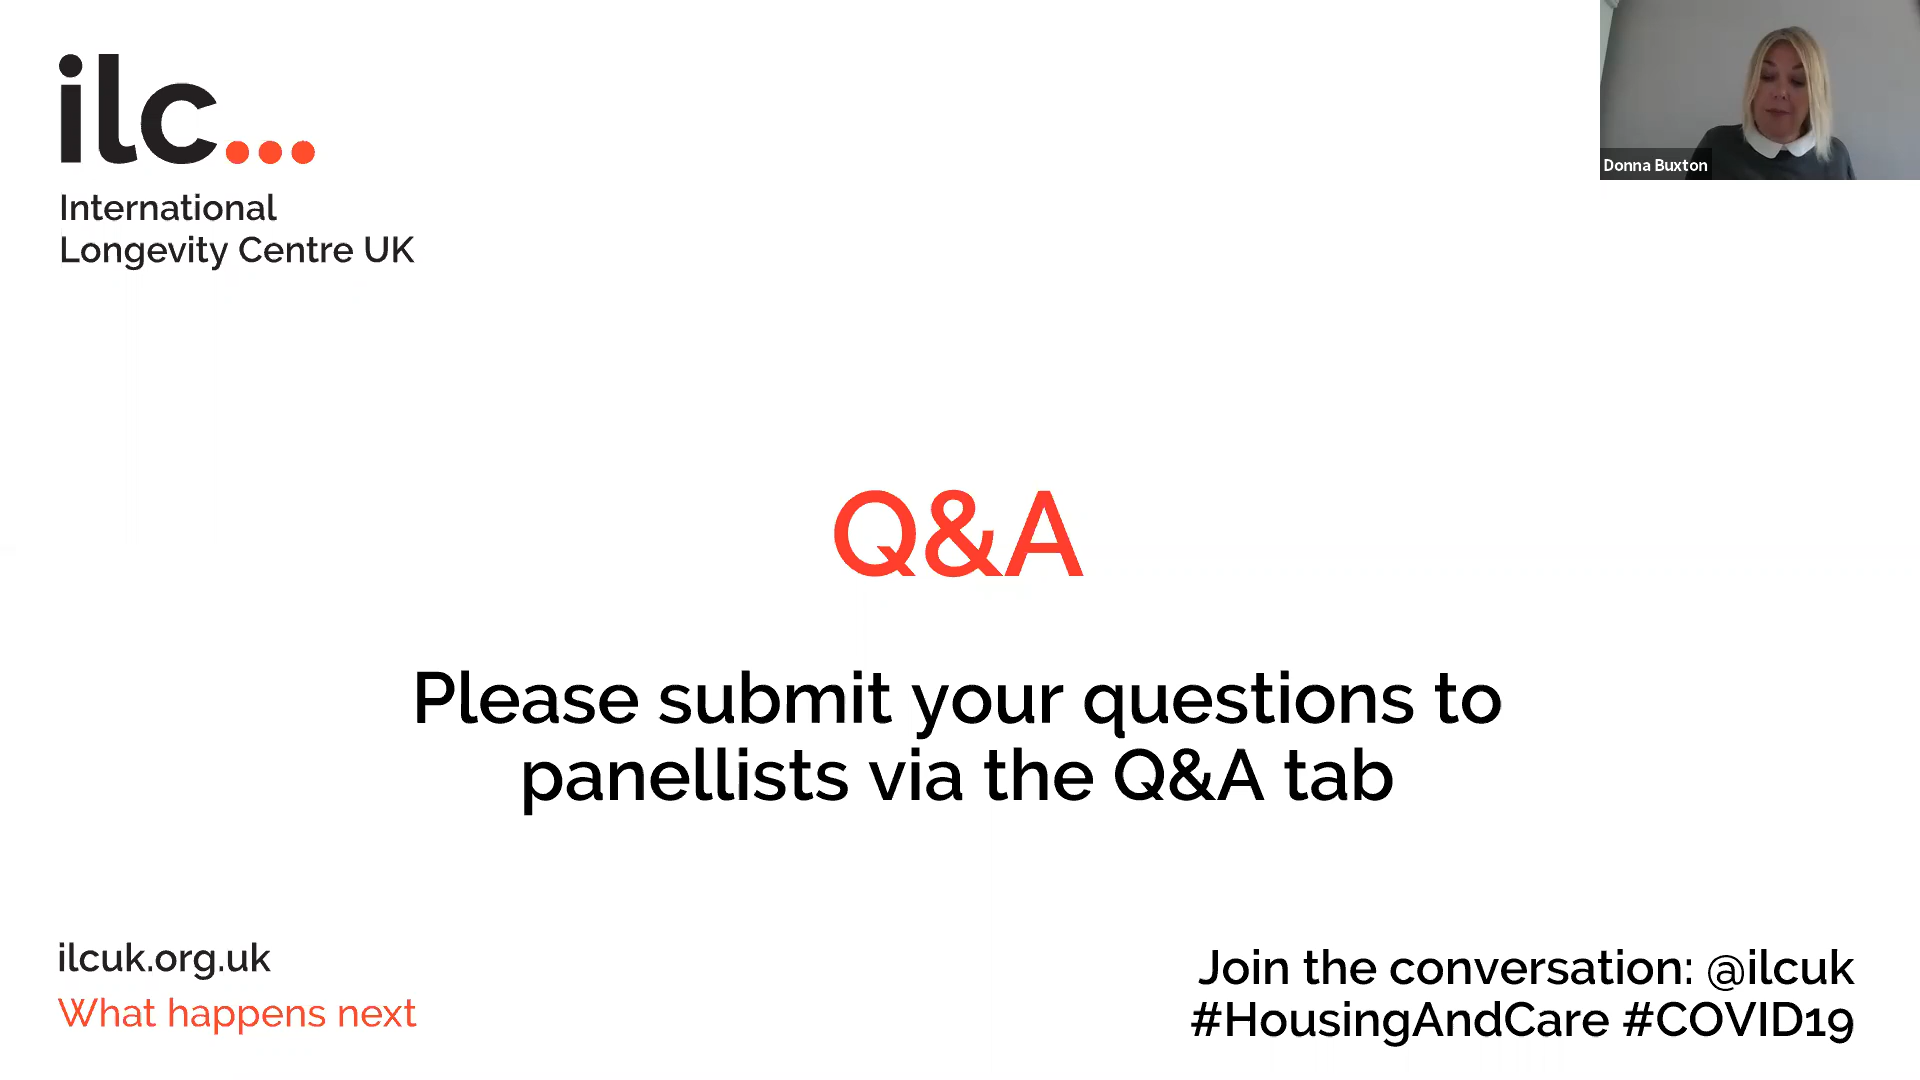 ilc...
International
Longevity Centre UK
Donna Buxton
Q&A
Please submit your questions to
panellists via the Q&A tab
ilcuk.org.uk
What happens next
Join the conversation: @ilcuk
#HousingAndCare #COVID19